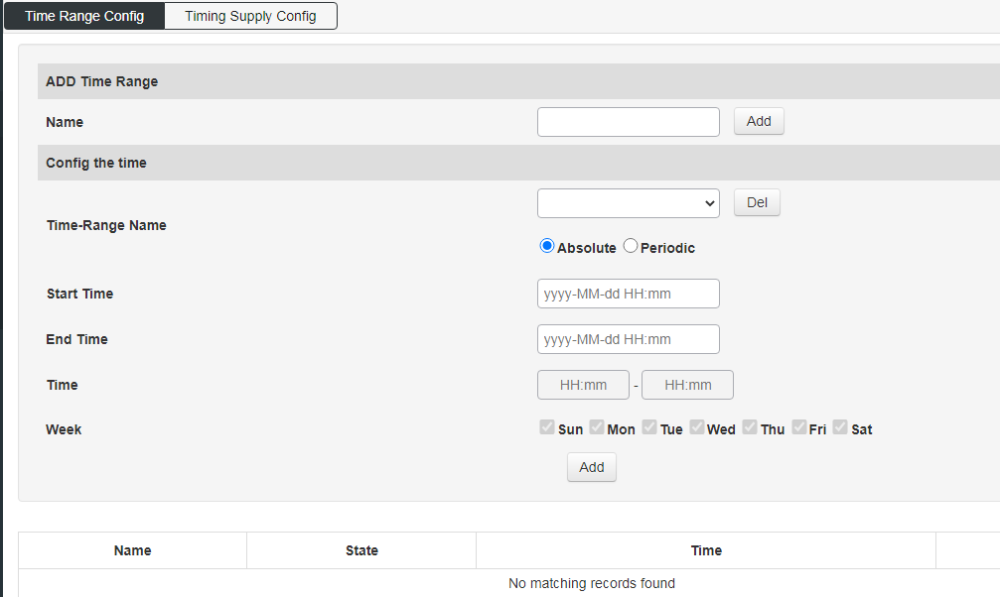 Time Range Config Timing Supply Config
ADD Time Range
Name Add
Config the time
Del
Time-Range Name
Absolute Periodic
Start Time yyyy-MM-dd HH:mm
End Time yyyy-MM-dd HH:mm
Time HH:mm - HH:mm
Week Sun Mon Tue Wed Thu Fri Sat
Add
Name State Time
No matching records found